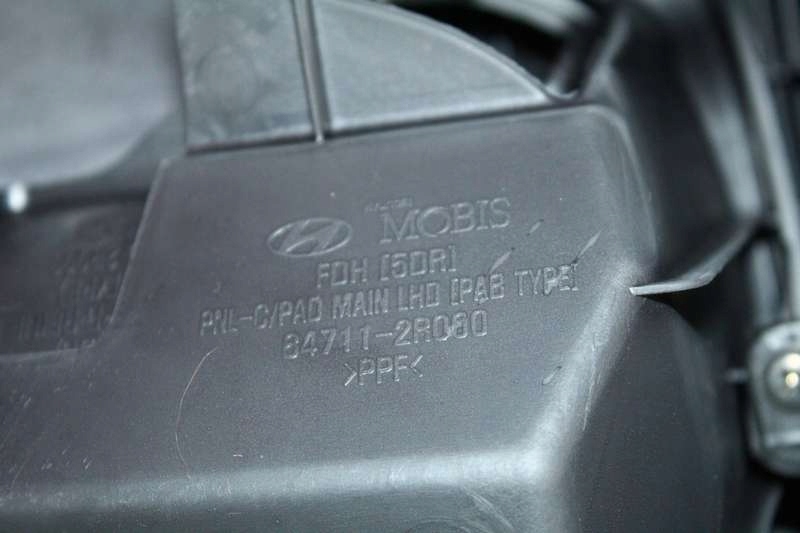 MOBIS
FDH [5DR]
PNL-C/PAD MAIN LHD [PAB TYPE]
84711-2R080
>PPF<